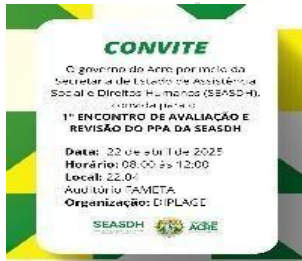 CONVITE
O governo do Acre por meio da
Secretaria de Estado de Assistência
Social e Direitos Humanos (SEASDH),
convida para o
1º ENCONTRO DE AVALIAÇÃO E
REVISÃO DO PPA DA SEASDH
Data: 22 de abril de 2025
Horário: 08:00 às 12:00
Local: 22.04
Auditório FAMETA
Organização: DIPLAGE
SEASDH
ACRE